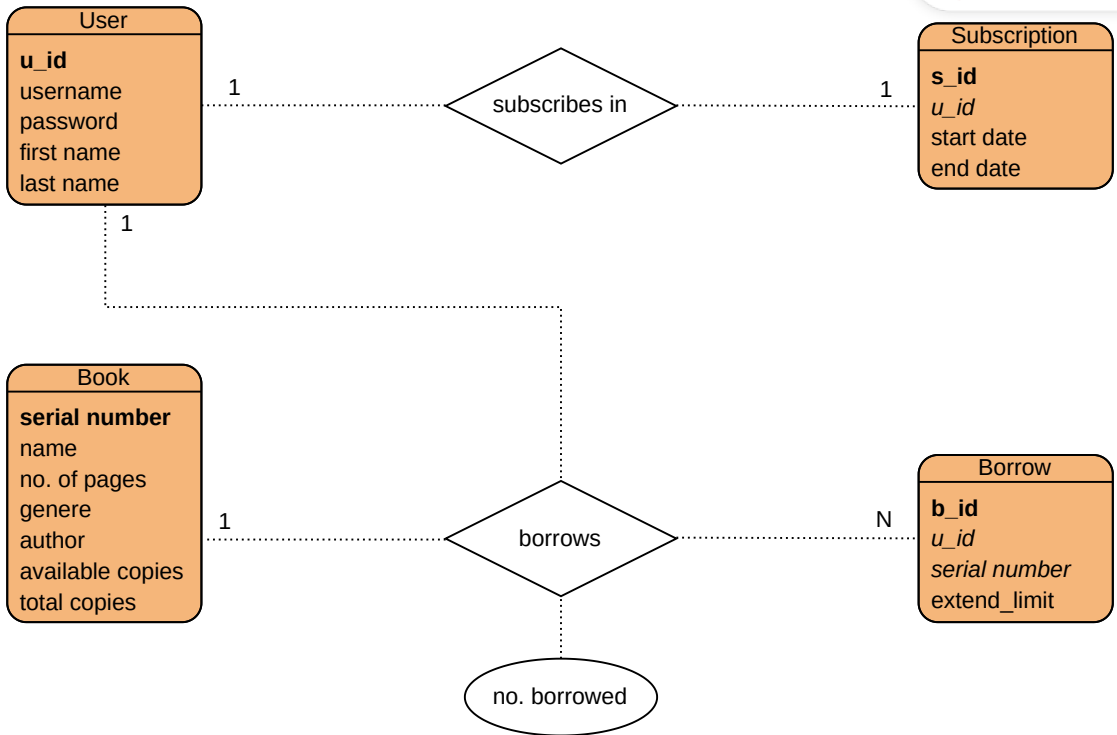 User
u_id
username
password
first name
last name
1
subscribes in
1
Subscription
s_id
u_id
start date
end date
1
Book
serial number
name
no. of pages
genere
author
available copies
total copies
1
borrows
N
Borrow
b_id
u_id
serial number
extend_limit
no. borrowed